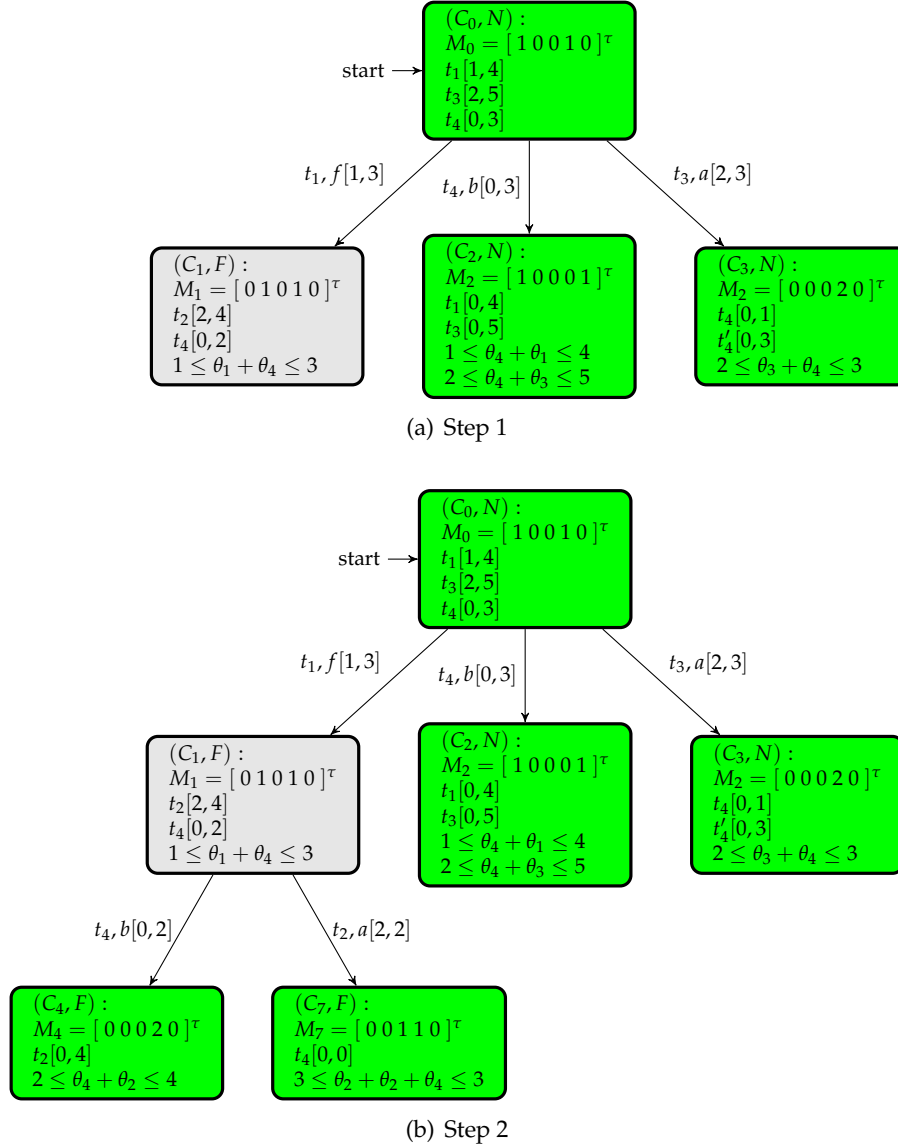 (C₀, N) :
M₀ = [ 1 0 0 1 0 ]^τ
t₁[1, 4]
start
t₃[2, 5]
t₄[0, 3]
t₁, f[1, 3]
t₄, b[0, 3]
t₃, a[2, 3]
(C₁, F) :
M₁ = [ 0 1 0 1 0 ]^τ
t₂[2, 4]
t₄[0, 2]
1 ≤ θ₁ + θ₄ ≤ 3
(C₂, N) :
M₂ = [ 1 0 0 0 1 ]^τ
t₁[0, 4]
t₃[0, 5]
1 ≤ θ₄ + θ₁ ≤ 4
2 ≤ θ₄ + θ₃ ≤ 5
(C₃, N) :
M₂ = [ 0 0 0 2 0 ]^τ
t₄[0, 1]
t₄′[0, 3]
2 ≤ θ₃ + θ₄ ≤ 3
(a) Step 1
(C₀, N) :
M₀ = [ 1 0 0 1 0 ]^τ
start
t₁[1, 4]
t₃[2, 5]
t₄[0, 3]
t₁, f[1, 3]
t₄, b[0, 3]
t₃, a[2, 3]
(C₁, F) :
M₁ = [ 0 1 0 1 0 ]^τ
t₂[2, 4]
t₄[0, 2]
1 ≤ θ₁ + θ₄ ≤ 3
(C₂, N) :
M₂ = [ 1 0 0 0 1 ]^τ
t₁[0, 4]
t₃[0, 5]
1 ≤ θ₄ + θ₁ ≤ 4
2 ≤ θ₄ + θ₃ ≤ 5
(C₃, N) :
M₂ = [ 0 0 0 2 0 ]^τ
t₄[0, 1]
t₄′[0, 3]
2 ≤ θ₃ + θ₄ ≤ 3
t₄, b[0, 2]
t₂, a[2, 2]
(C₄, F) :
M₄ = [ 0 0 0 2 0 ]^τ
t₂[0, 4]
2 ≤ θ₄ + θ₂ ≤ 4
(C₇, F) :
M₇ = [ 0 0 1 1 0 ]^τ
t₄[0, 0]
3 ≤ θ₂ + θ₂ + θ₄ ≤ 3
(b) Step 2